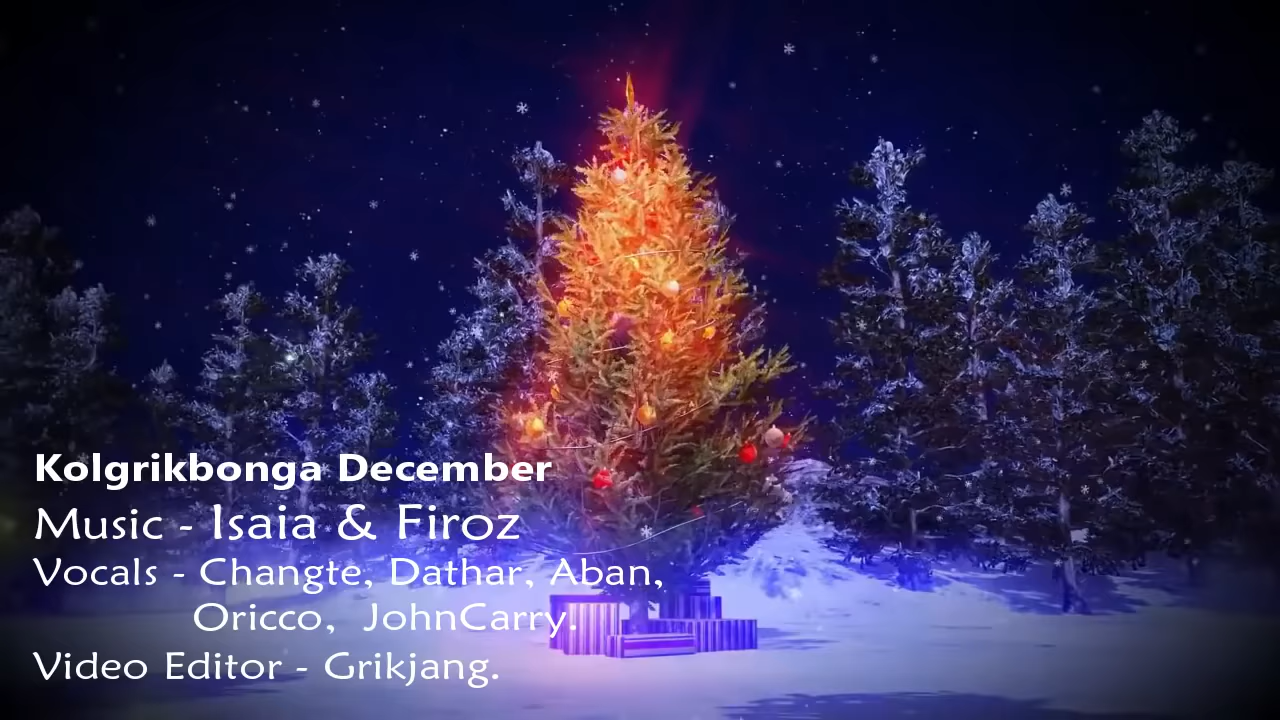 Kolgrikbonga December
Music - Isaia & Firoz
Vocals - Changte, Dathar, Aban,
Oricco, JohnCarry.
Video Editor - Grikjang.